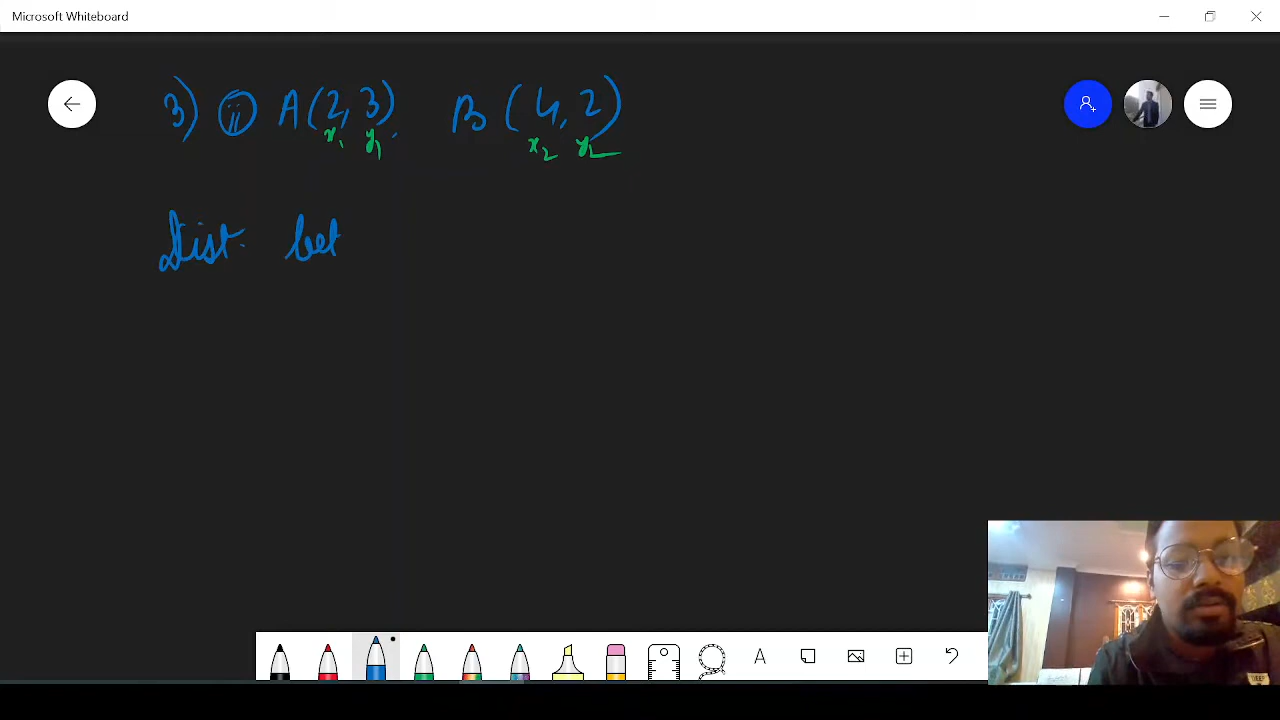 Microsoft Whiteboard
3) ii A(2, 3) B(4, 2)
x1 y1 x2 y2
Dist. bet
A